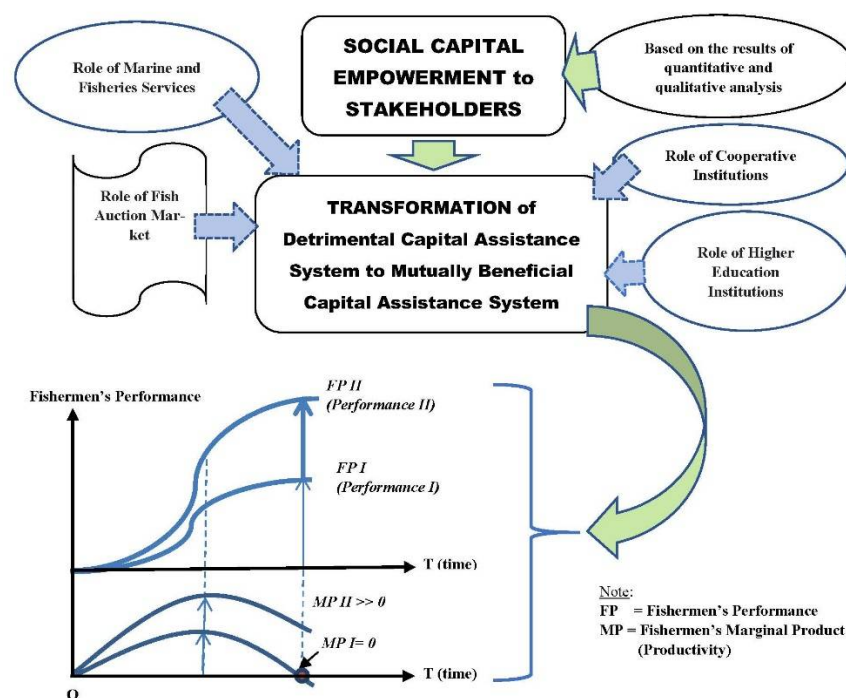 SOCIAL CAPITAL
EMPOWERMENT to
STAKEHOLDERS
Based on the results of
quantitative and
qualitative analysis
Role of Marine and
Fisheries Services
Role of Fish
Auction Mar-
ket
Role of Cooperative
Institutions
TRANSFORMATION of
Detrimental Capital Assistance
System to Mutually Beneficial
Capital Assistance System
Role of Higher
Education
Institutions
Fishermen's Performance
FP II
(Performance II)
FP I
(Performance I)
T (time)
MP II >> 0
MP I= 0
T (time)
O
Note:
FP = Fishermen's Performance
MP = Fishermen's Marginal Product
(Productivity)